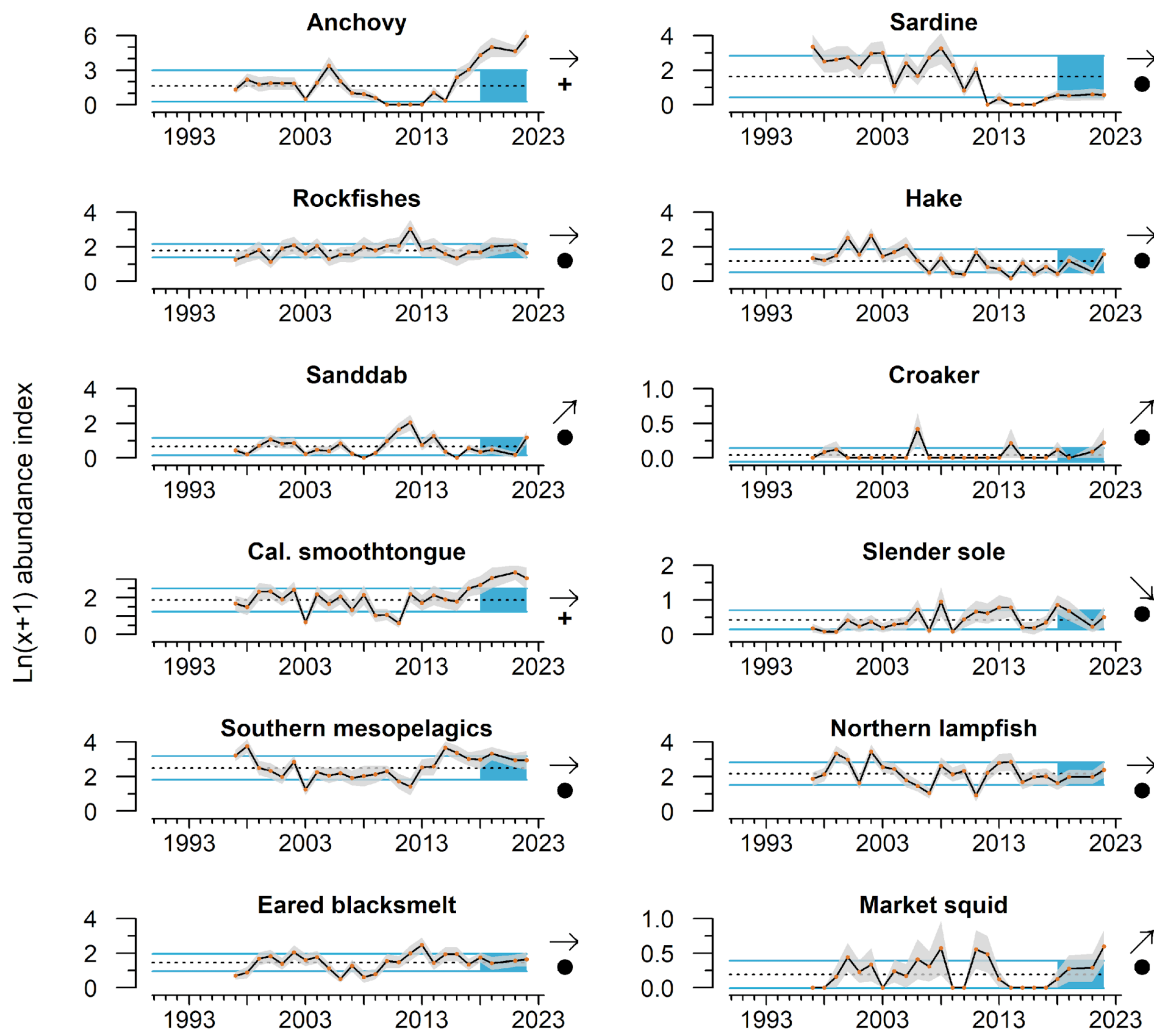 Ln(x+1) abundance index
Anchovy
6
3
0
1993 2003 2013 2023
+
Sardine
4
2
0
1993 2003 2013 2023
Rockfishes
4
2
0
1993 2003 2013 2023
Hake
4
2
0
1993 2003 2013 2023
Sanddab
4
2
0
1993 2003 2013 2023
Croaker
1.0
0.5
0.0
1993 2003 2013 2023
Cal. smoothtongue
2
0
1993 2003 2013 2023
+
Slender sole
2
1
0
1993 2003 2013 2023
Southern mesopelagics
4
2
0
1993 2003 2013 2023
Northern lampfish
4
2
0
1993 2003 2013 2023
Eared blacksmelt
4
2
0
1993 2003 2013 2023
Market squid
1.0
0.5
0.0
1993 2003 2013 2023